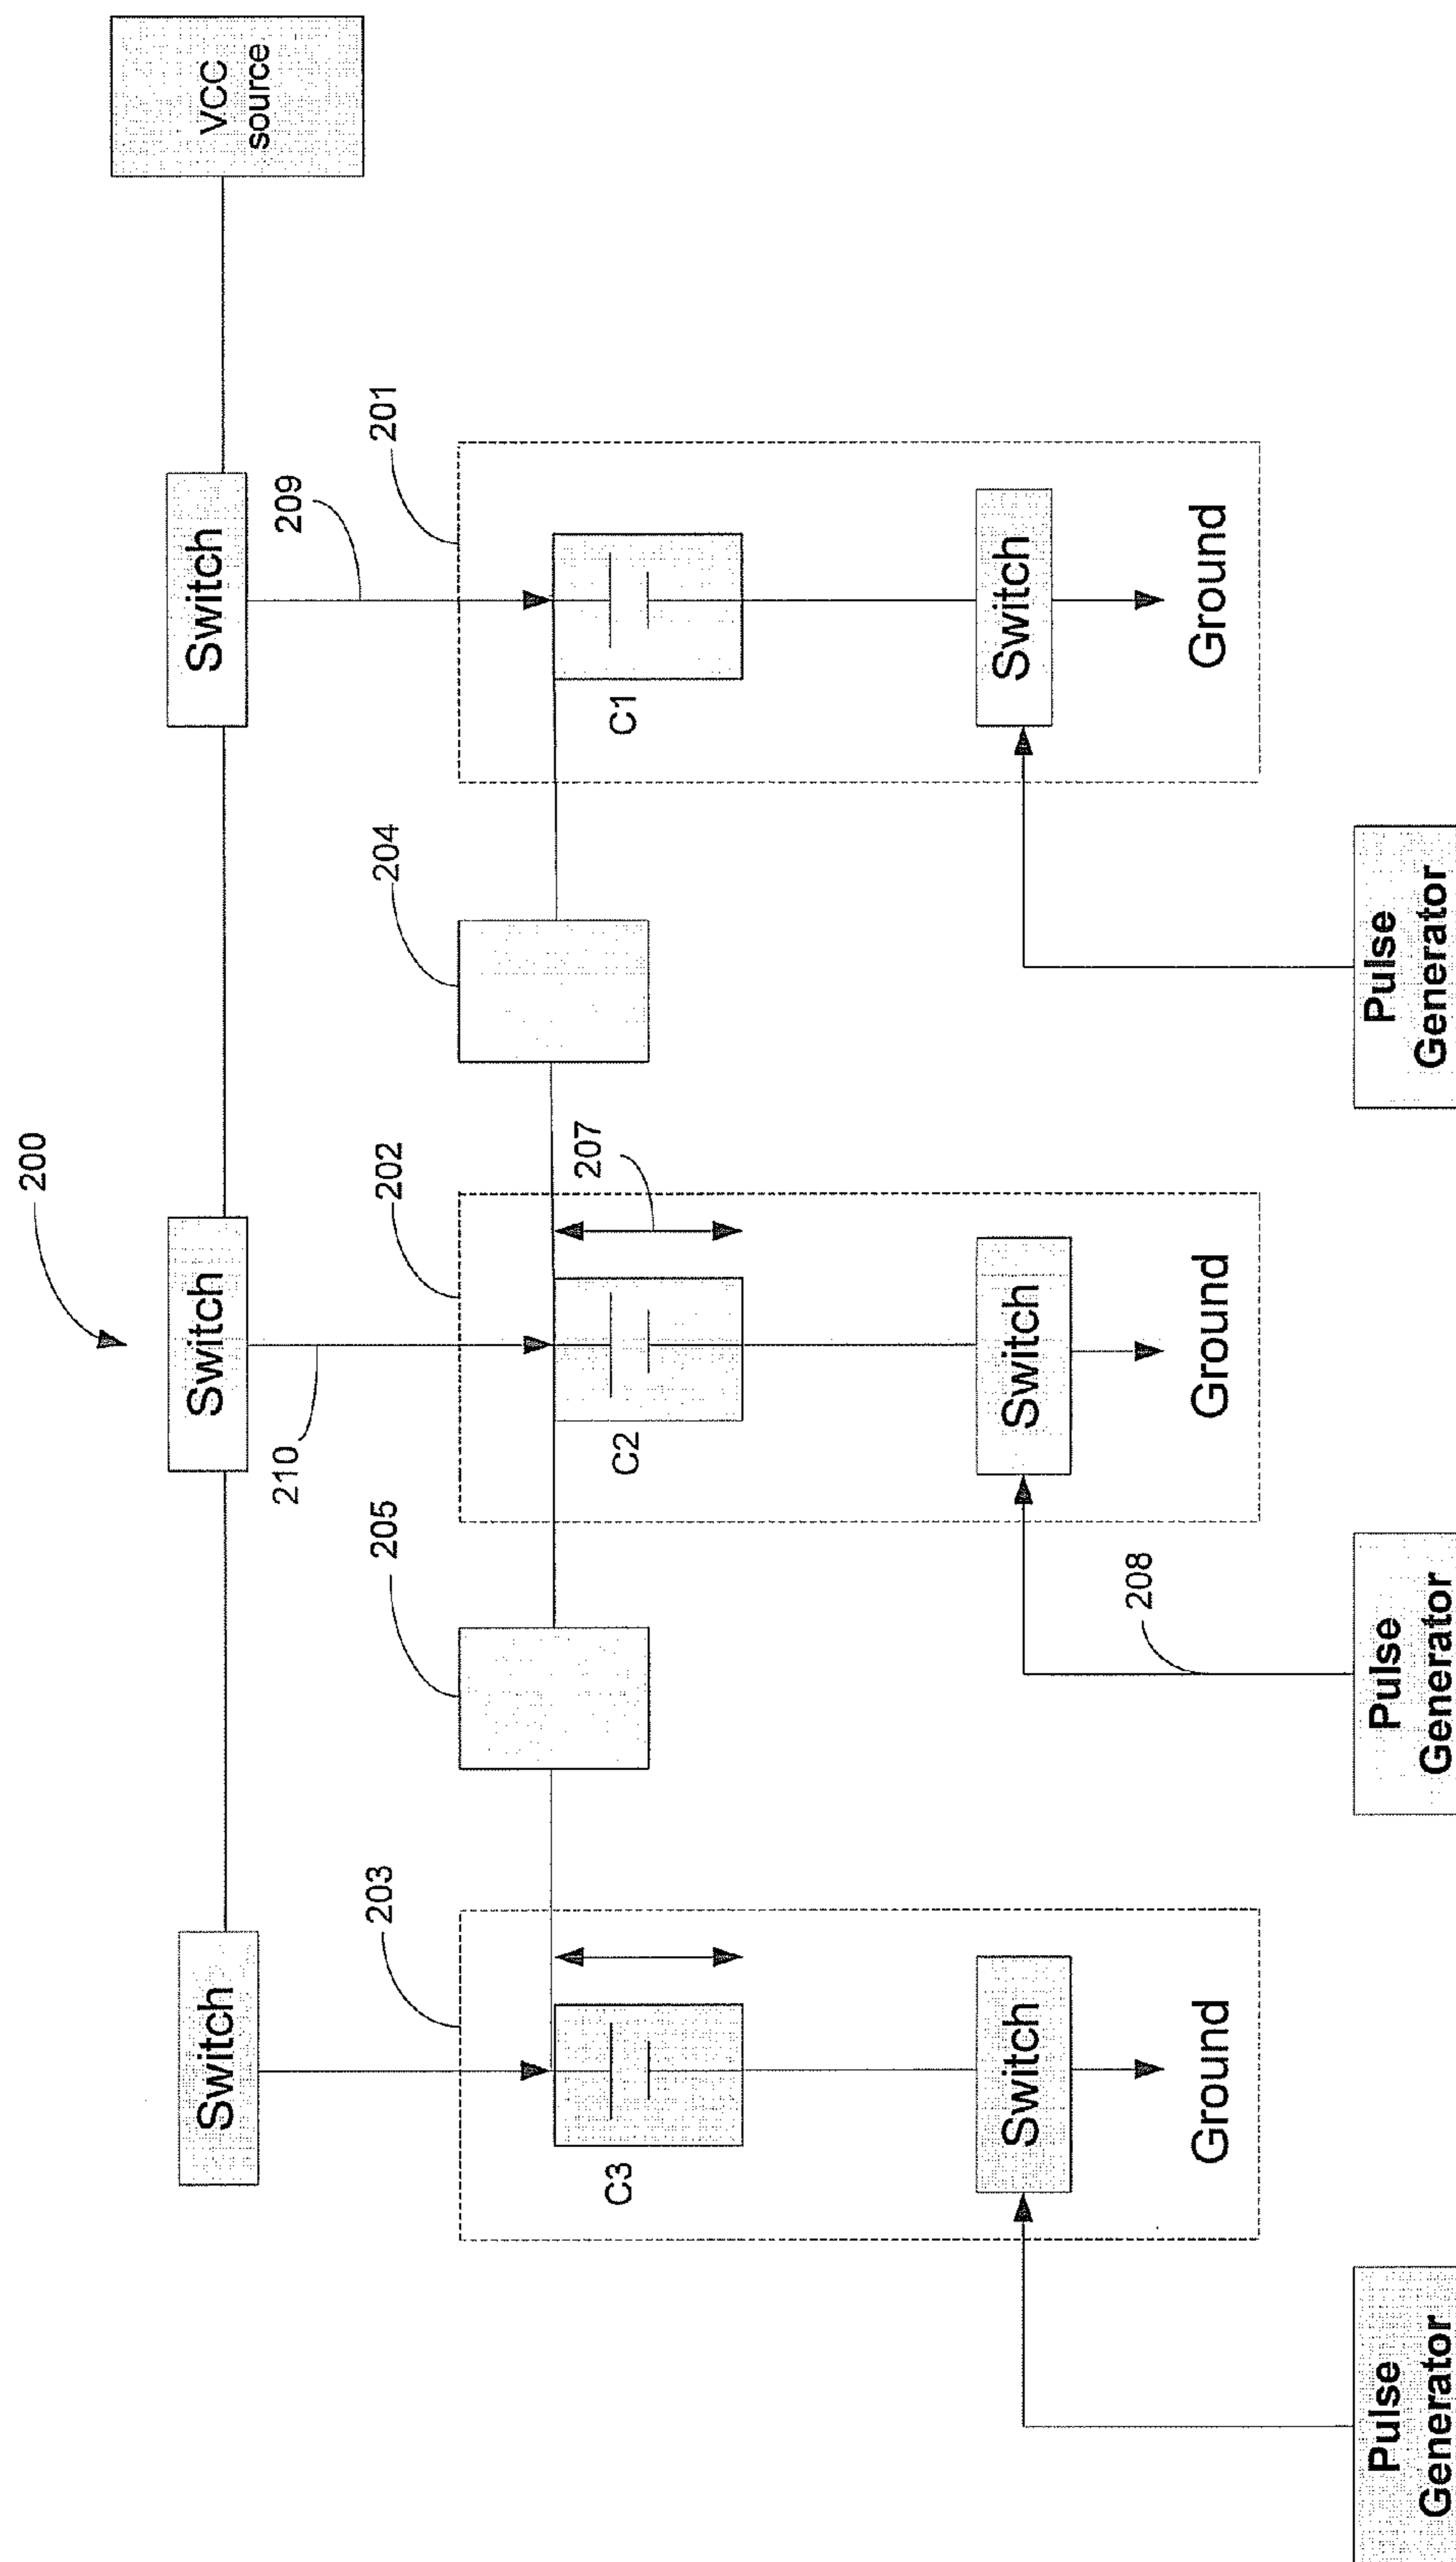 200
VCC
source
Switch
Switch
Switch
209
210
201
202
203
204
205
207
C1
C2
C3
Switch
Switch
Switch
208
Ground
Ground
Ground
Pulse
Generator
Pulse
Generator
Pulse
Generator